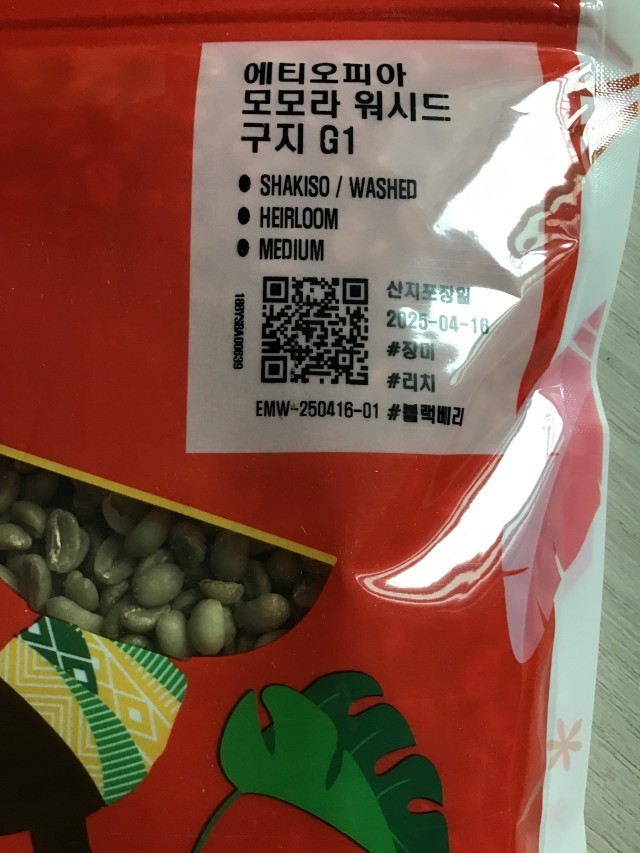 에티오피아
모모라 워시드
구지 G1
SHAKISO / WASHED
HEIRLOOM
MEDIUM
산지포장일
2025-04-16
#장미
#리치
EMW-250416-01 #블랙베리